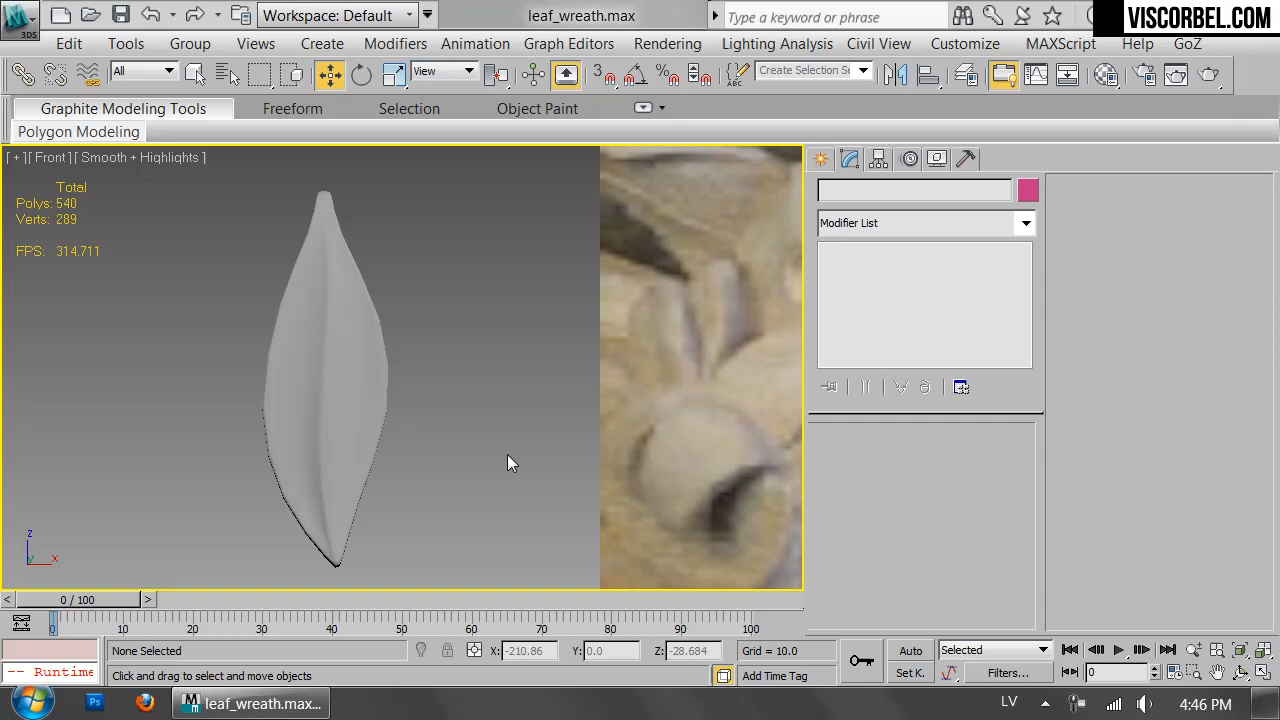 Workspace: Default
leaf_wreath.max
Type a keyword or phrase
VISCORBEL.COM
3DS
Edit Tools Group Views Create Modifiers Animaton Graph Editors Rendering Lighting Analysis Civil View Customize MAXScript Help GoZ
All
View
3
ABC
Create Selection Se
Graphite Modeling Tools Freeform Selection Object Paint
Polygon Modeling
[ + ][ Front ][ Smooth + Highlights ]
Total
Polys: 540
Verts: 289
FPS: 314.711
Modifier List
z
y x
< 0 / 100 >
0 10 20 30 40 50 60 70 80 90 100
None Selected X: -210.86 Y: 0.0 Z: -28.684 Grid = 10.0 Auto Selected
-- Runtime Click and drag to select and move objects Add Time Tag Set K. Filters... 0
Ps leaf_wreath.max... LV 4:46 PM